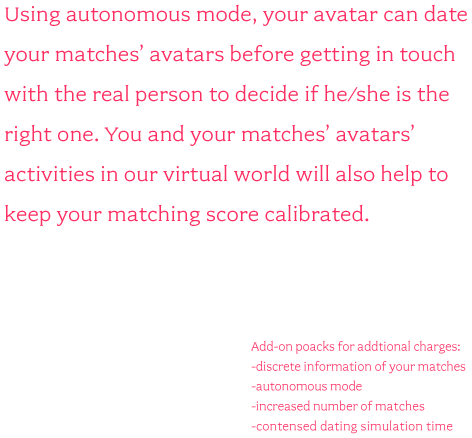 Using autonomous mode, your avatar can date
your matches’ avatars before getting in touch
with the real person to decide if he/she is the
right one. You and your matches’ avatars’
activities in our virtual world will also help to
keep your matching score calibrated.
Add-on poacks for addtional charges:
-discrete information of your matches
-autonomous mode
-increased number of matches
-contensed dating simulation time